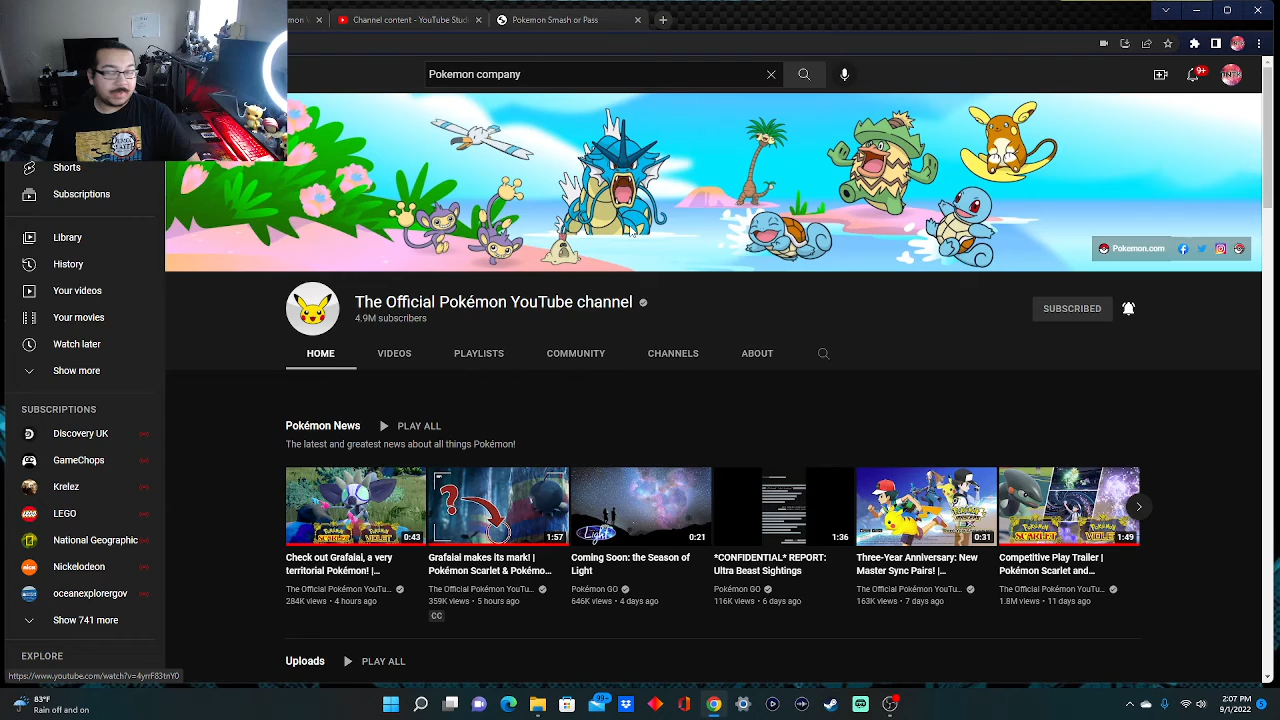 Channel content - YouTube Stud
Pokemon Smash or Pass
Pokemon company
9+
Pokemon.com
Shorts
Subscriptions
Library
History
Your videos
Your movies
Watch later
Show more
SUBSCRIPTIONS
Discovery UK
GameChops
Krelez
LEGO
National Geographic
Nickelodeon
oceanexplorergov
Show 741 more
EXPLORE
https://www.youtube.com/watch?v=4yrrF83tnY0
The Official Pokémon YouTube channel
4.9M subscribers
SUBSCRIBED
HOME
VIDEOS
PLAYLISTS
COMMUNITY
CHANNELS
ABOUT
Pokémon News
PLAY ALL
The latest and greatest news about all things Pokémon!
0:43
Check out Grafaiai, a very
territorial Pokémon! |...
The Official Pokémon YouTu...
284K views • 4 hours ago
1:57
Grafaiai makes its mark! |
Pokémon Scarlet & Pokémo...
The Official Pokémon YouTu...
359K views • 5 hours ago
CC
Light
0:21
Coming Soon: the Season of
Light
Pokémon GO
646K views • 4 days ago
1:36
*CONFIDENTIAL* REPORT:
Ultra Beast Sightings
Pokémon GO
116K views • 6 days ago
0:31
Three-Year Anniversary: New
Master Sync Pairs! |...
The Official Pokémon YouTu...
163K views • 7 days ago
1:49
Competitive Play Trailer |
Pokémon Scarlet and...
The Official Pokémon YouTu...
1.8M views • 11 days ago
Uploads
PLAY ALL
83°F
Rain off and on
99+
2:07 PM
9/1/2022